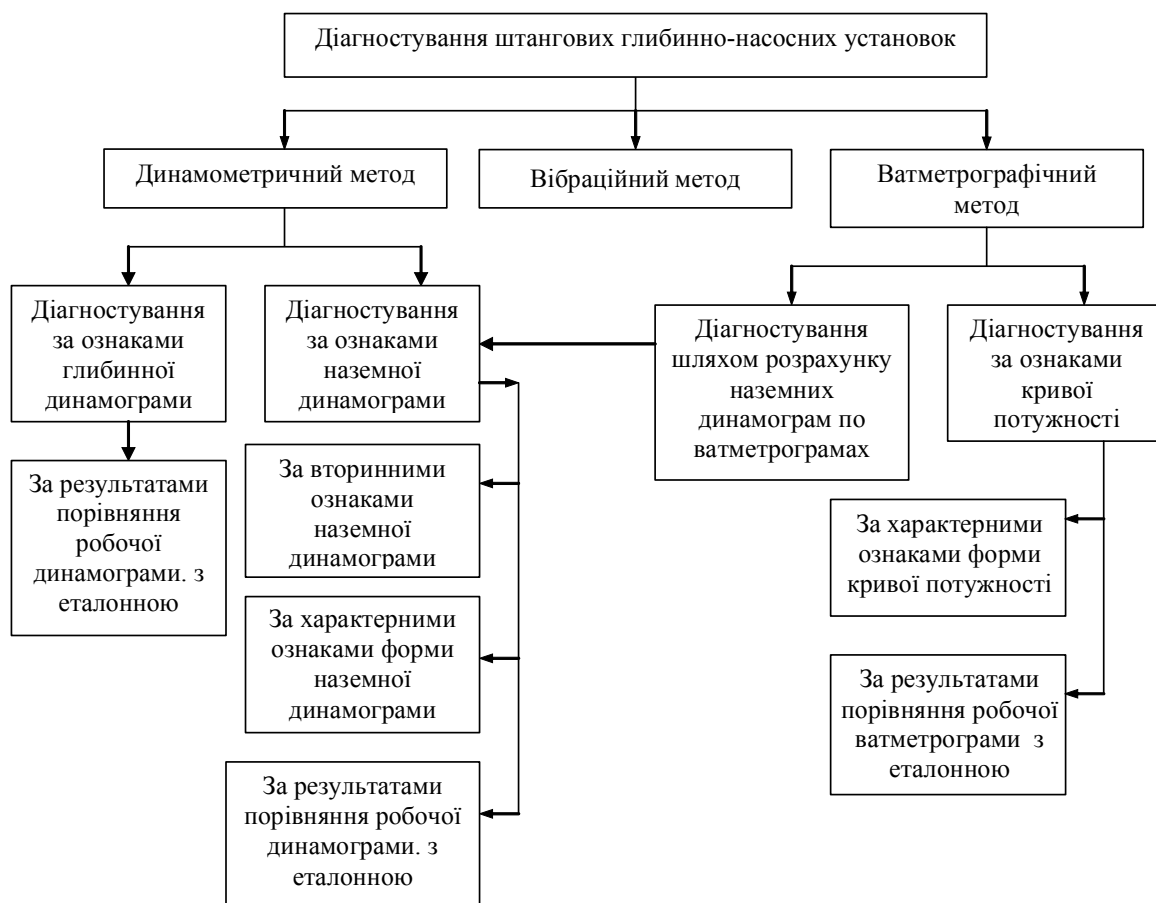 Діагностування штангових глибинно-насосних установок
Динамометричний метод
Вібраційний метод
Ватметрографічний
метод
Діагностування
за ознаками
глибинної
динамограми
Діагностування
за ознаками
наземної
динамограми
Діагностування
шляхом розрахунку
наземних
динамограм по
ватметрограмах
Діагностування
за ознаками
кривої
потужності
За результатами
порівняння
робочої
динамограми. з
еталонною
За вторинними
ознаками
наземної
динамограми
За характерними
ознаками форми
наземної
динамограми
За результатами
порівняння робочої
динамограми. з
еталонною
За характерними
ознаками форми
кривої потужності
За результатами
порівняння робочої
ватметрограми з
еталонною